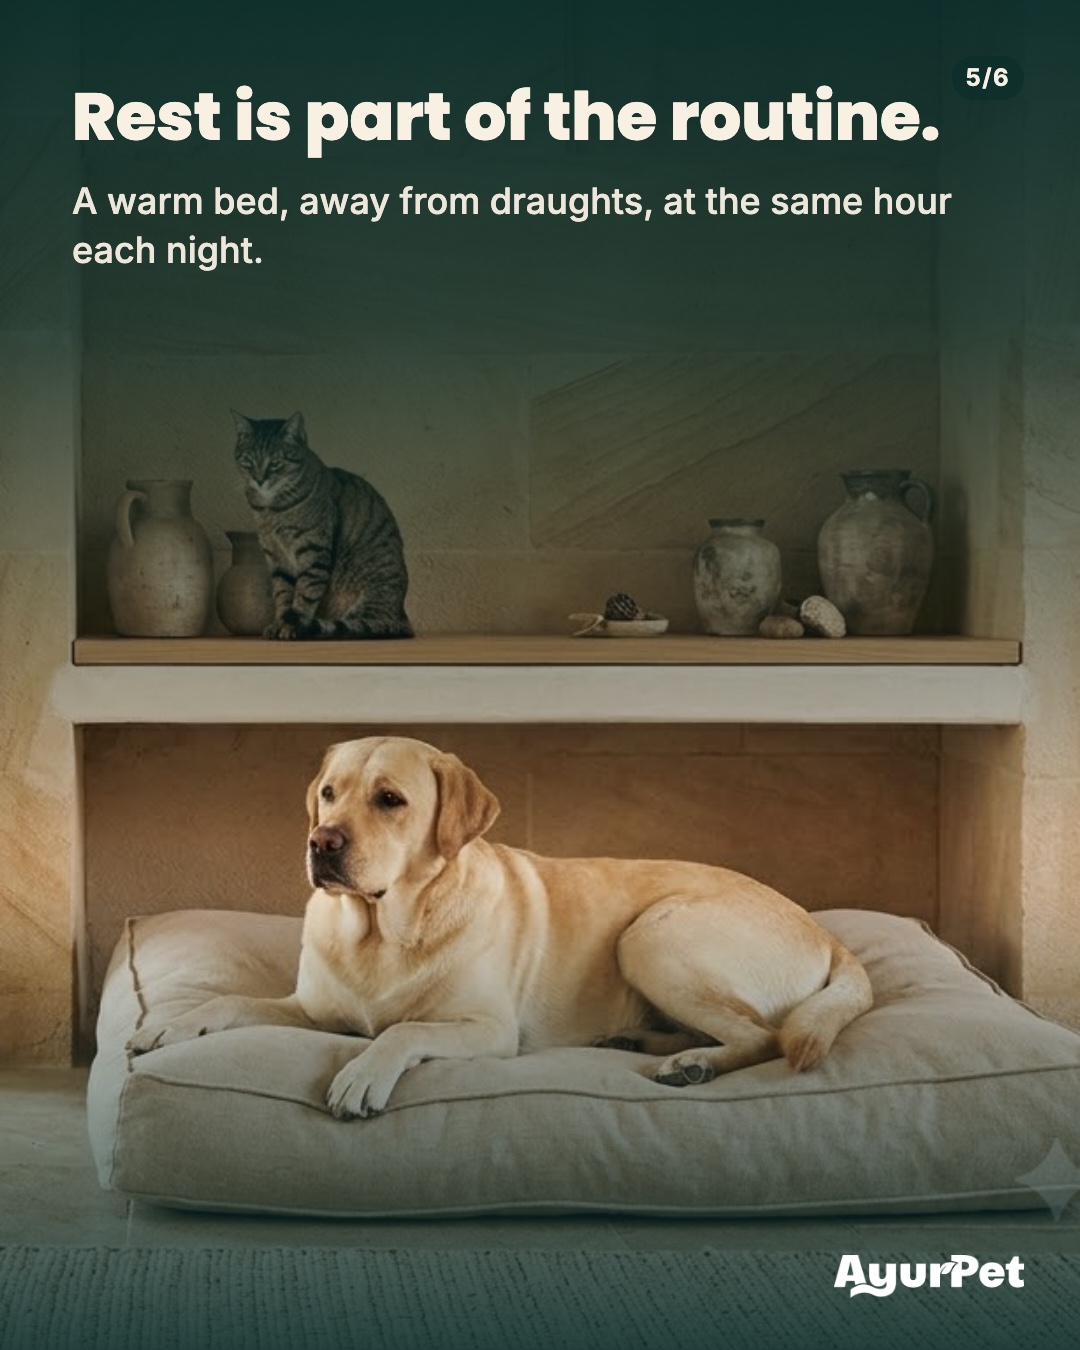 5/6
Rest is part of the routine.
A warm bed, away from draughts, at the same hour
each night.
AyurPet